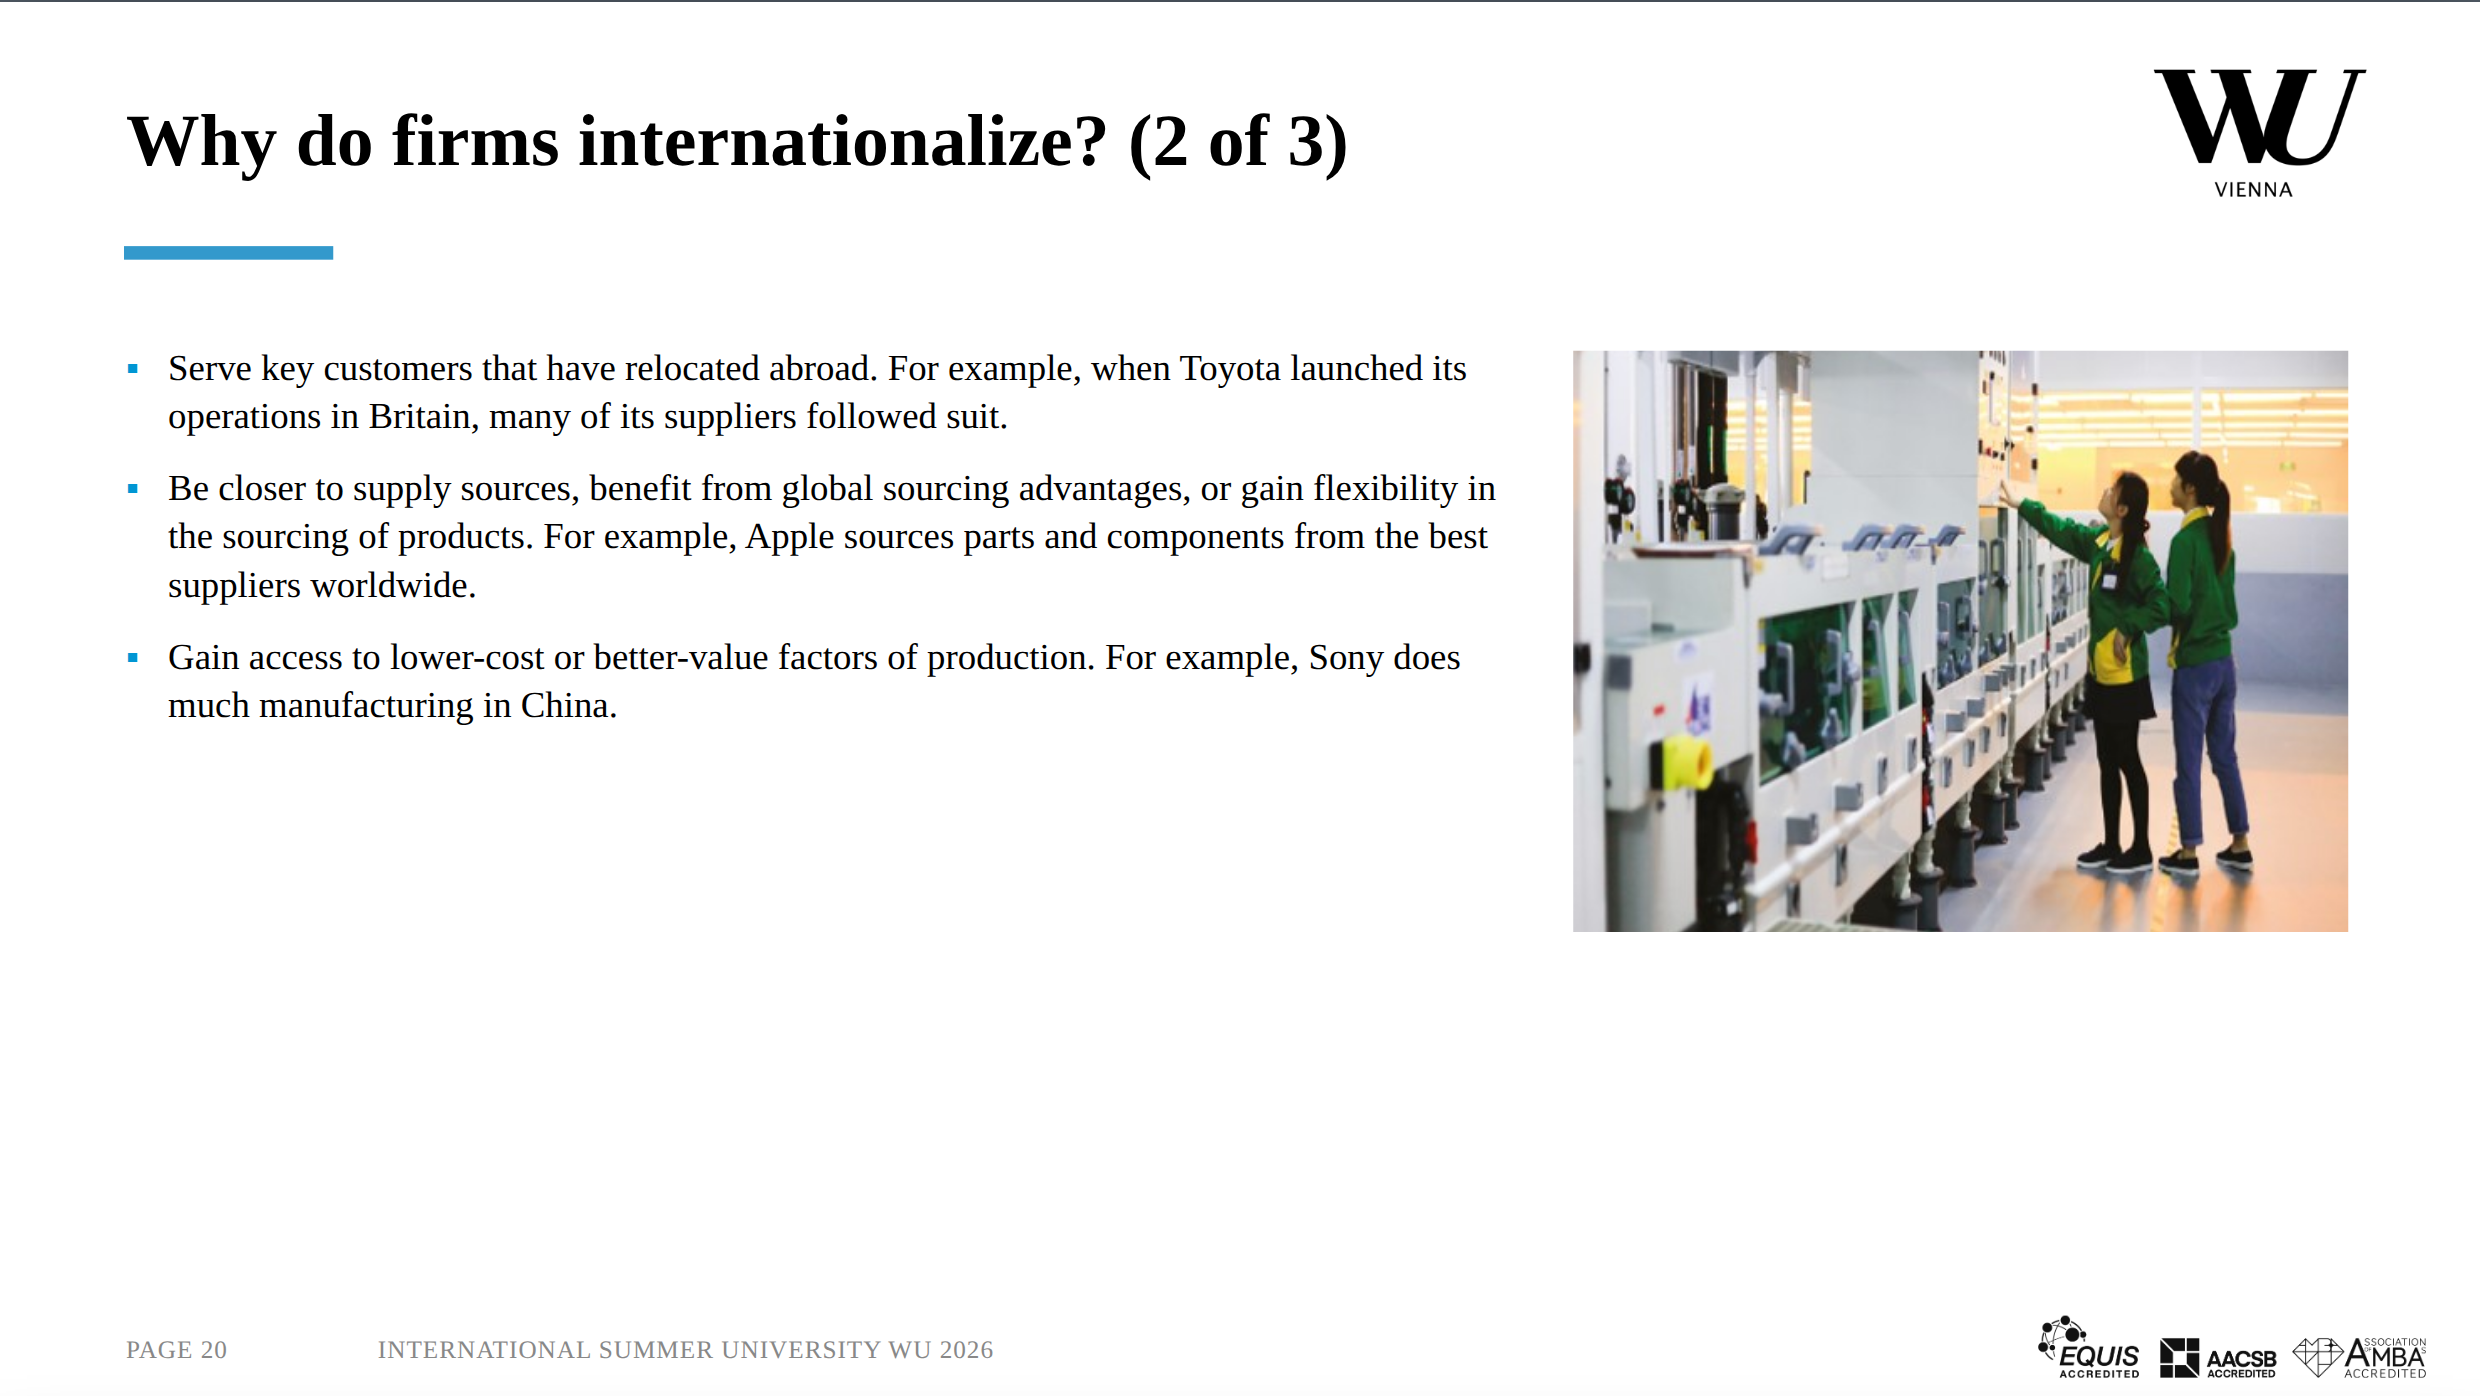 Why do firms internationalize? (2 of 3)
WU
VIENNA
▪ Serve key customers that have relocated abroad. For example, when Toyota launched its
operations in Britain, many of its suppliers followed suit.
▪ Be closer to supply sources, benefit from global sourcing advantages, or gain flexibility in
the sourcing of products. For example, Apple sources parts and components from the best
suppliers worldwide.
▪ Gain access to lower-cost or better-value factors of production. For example, Sony does
much manufacturing in China.
PAGE 20
INTERNATIONAL SUMMER UNIVERSITY WU 2026
EQUIS
ACCREDITED
AACSB
ACCREDITED
ASSOCIATION
OF AMBAS
ACCREDITED